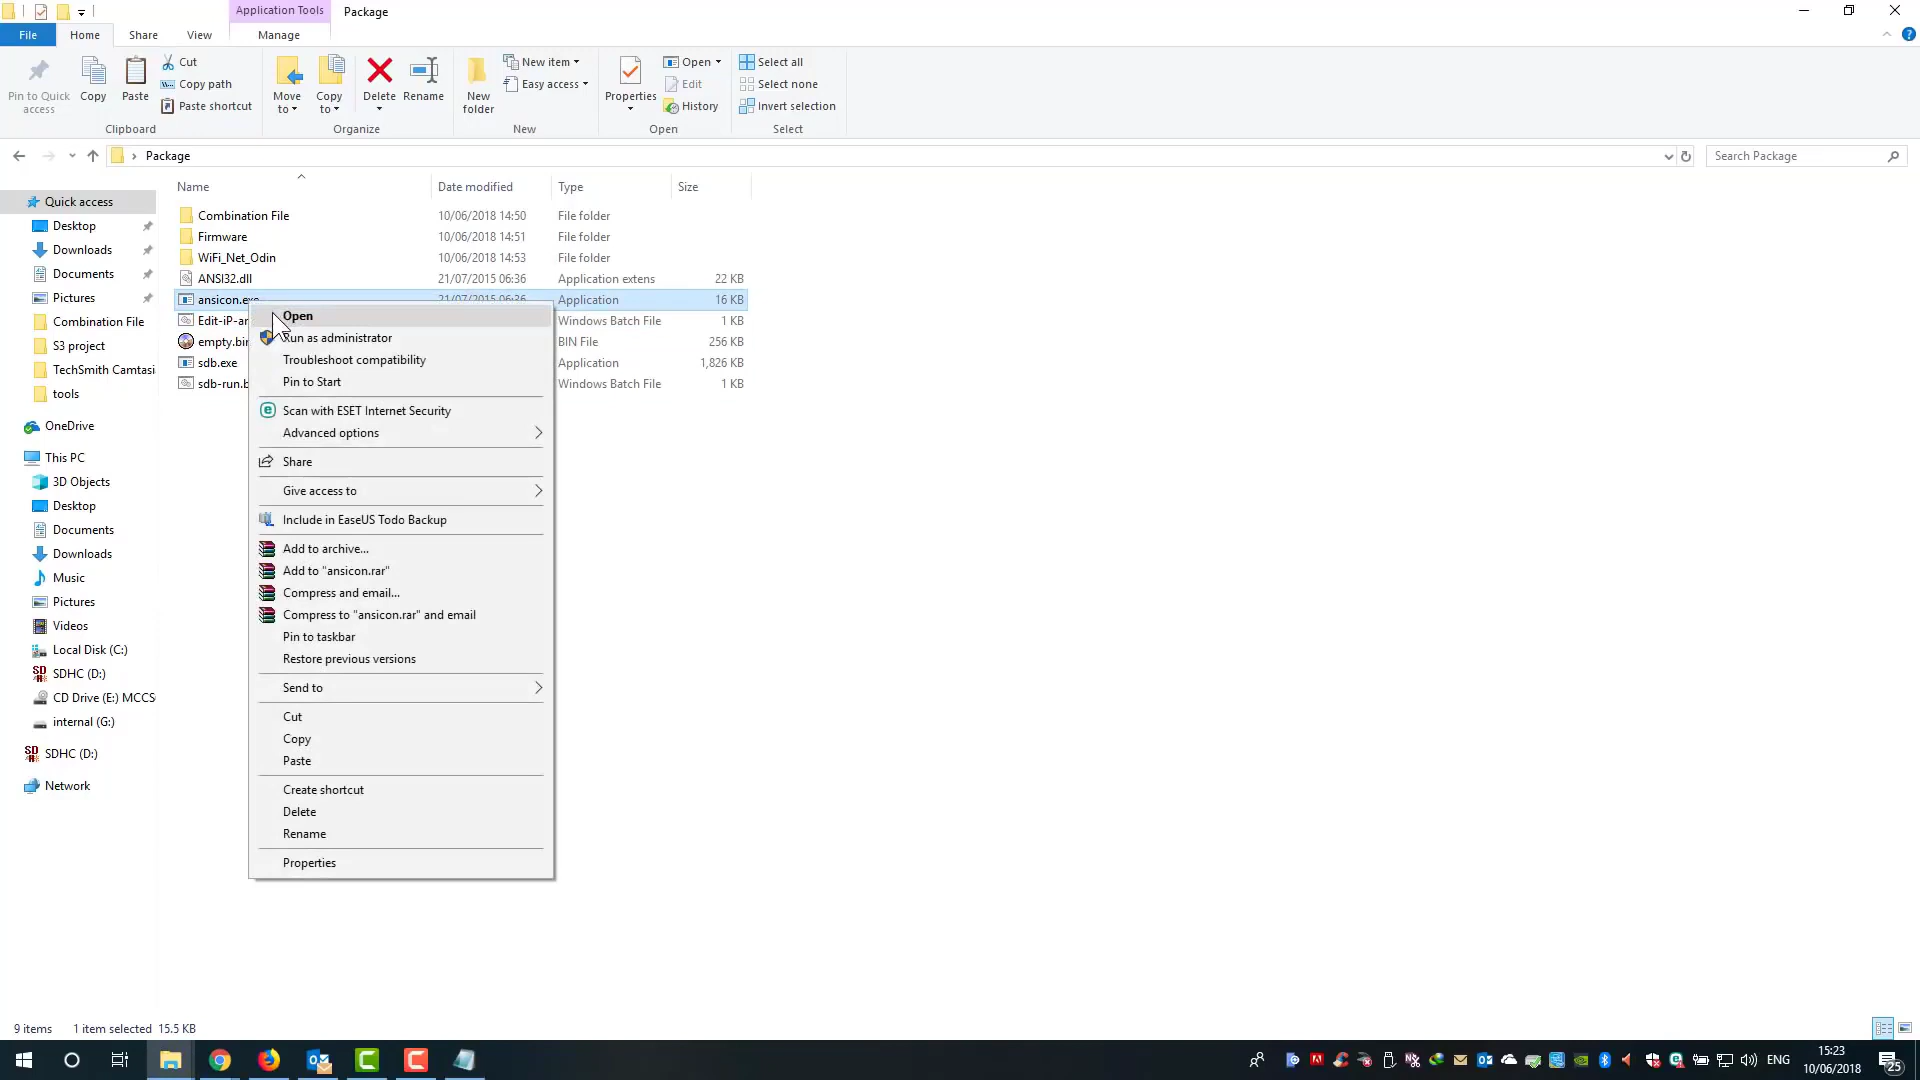 Application Tools
Package
File
Home
Share
View
Manage
Pin to Quick access
Copy
Paste
Cut
Copy path
Paste shortcut
Clipboard
Move to
Copy to
Delete
Rename
Organize
New folder
New item
Easy access
New
Properties
Open
Edit
History
Open
Select all
Select none
Invert selection
Select
Package
Search Package
Name
Date modified
Type
Size
Combination File 10/06/2018 14:50 File folder
Firmware 10/06/2018 14:51 File folder
WiFi_Net_Odin 10/06/2018 14:53 File folder
ANSI32.dll 21/07/2015 06:36 Application extens 22 KB
ansicon.exe 21/07/2015 06:36 Application 16 KB
Edit-iP-ar Windows Batch File 1 KB
empty.bin BIN File 256 KB
sdb.exe Application 1,826 KB
sdb-run.b Windows Batch File 1 KB
Quick access
Desktop
Downloads
Documents
Pictures
Combination File
S3 project
TechSmith Camtasi
tools
OneDrive
This PC
3D Objects
Desktop
Documents
Downloads
Music
Pictures
Videos
Local Disk (C:)
SDHC (D:)
CD Drive (E:) MCCS
internal (G:)
SDHC (D:)
Network
Open
Run as administrator
Troubleshoot compatibility
Pin to Start
Scan with ESET Internet Security
Advanced options
Share
Give access to
Include in EaseUS Todo Backup
Add to archive...
Add to "ansicon.rar"
Compress and email...
Compress to "ansicon.rar" and email
Pin to taskbar
Restore previous versions
Send to
Cut
Copy
Paste
Create shortcut
Delete
Rename
Properties
9 items 1 item selected 15.5 KB
ENG
15:23
10/06/2018
25